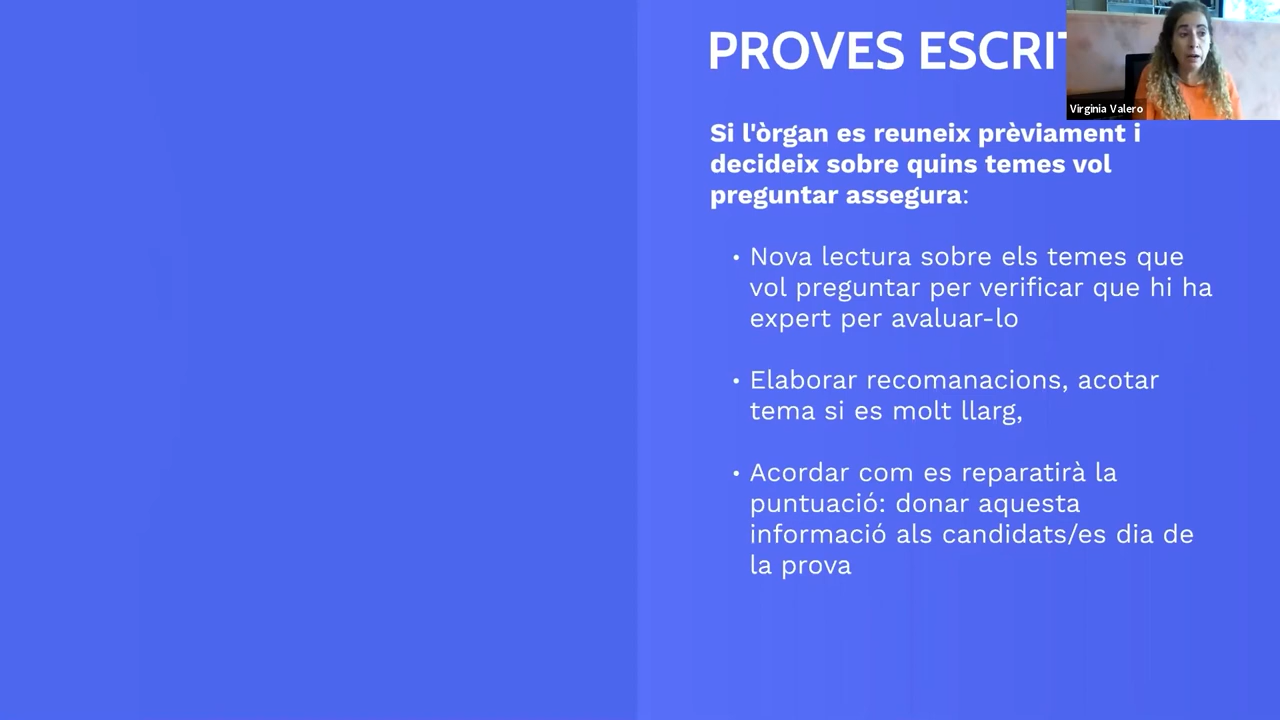 PROVES ESCRIT
Virginia Valero
Si l'òrgan es reuneix prèviament i
decideix sobre quins temes vol
preguntar assegura:
• Nova lectura sobre els temes que
vol preguntar per verificar que hi ha
expert per avaluar-lo
• Elaborar recomanacions, acotar
tema si es molt llarg,
• Acordar com es reparatirà la
puntuació: donar aquesta
informació als candidats/es dia de
la prova